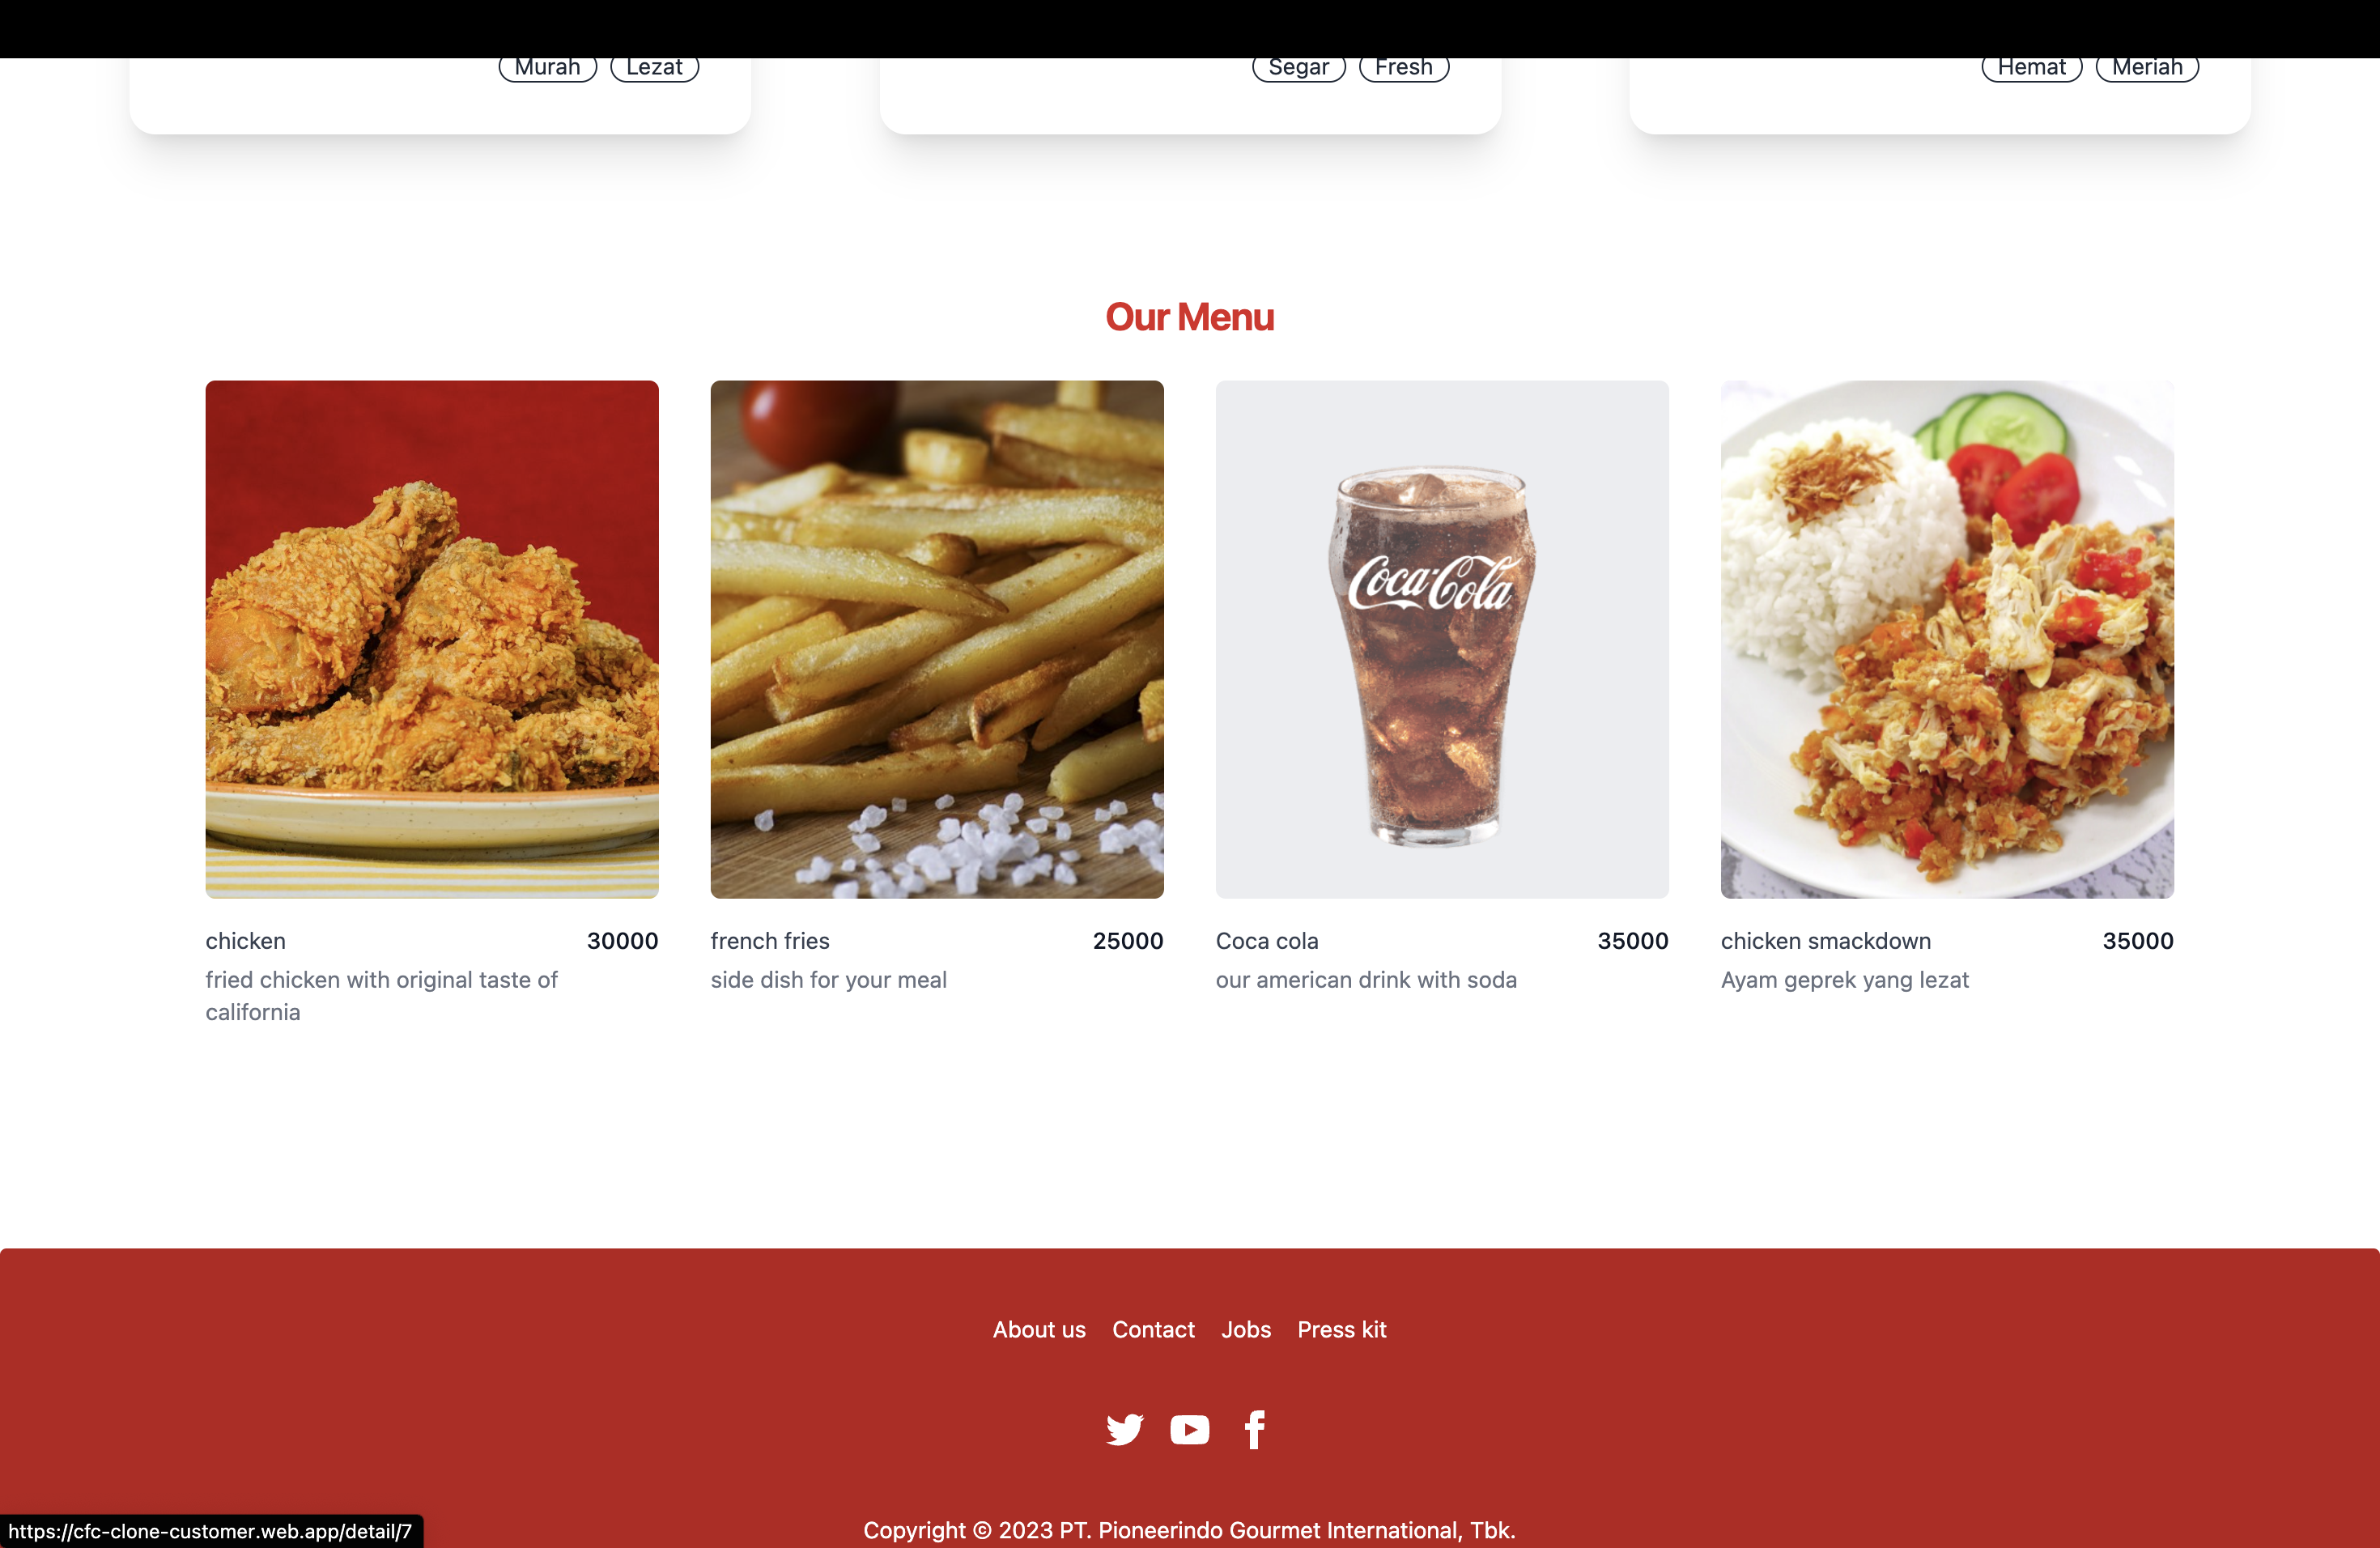 Murah Lezat Segar Fresh Hemat Meriah
Our Menu
Coca-Cola
chicken 30000
fried chicken with original taste of
california
french fries 25000
side dish for your meal
Coca cola 35000
our american drink with soda
chicken smackdown 35000
Ayam geprek yang lezat
About us Contact Jobs Press kit
Copyright © 2023 PT. Pioneerindo Gourmet International, Tbk.
https://cfc-clone-customer.web.app/detail/7